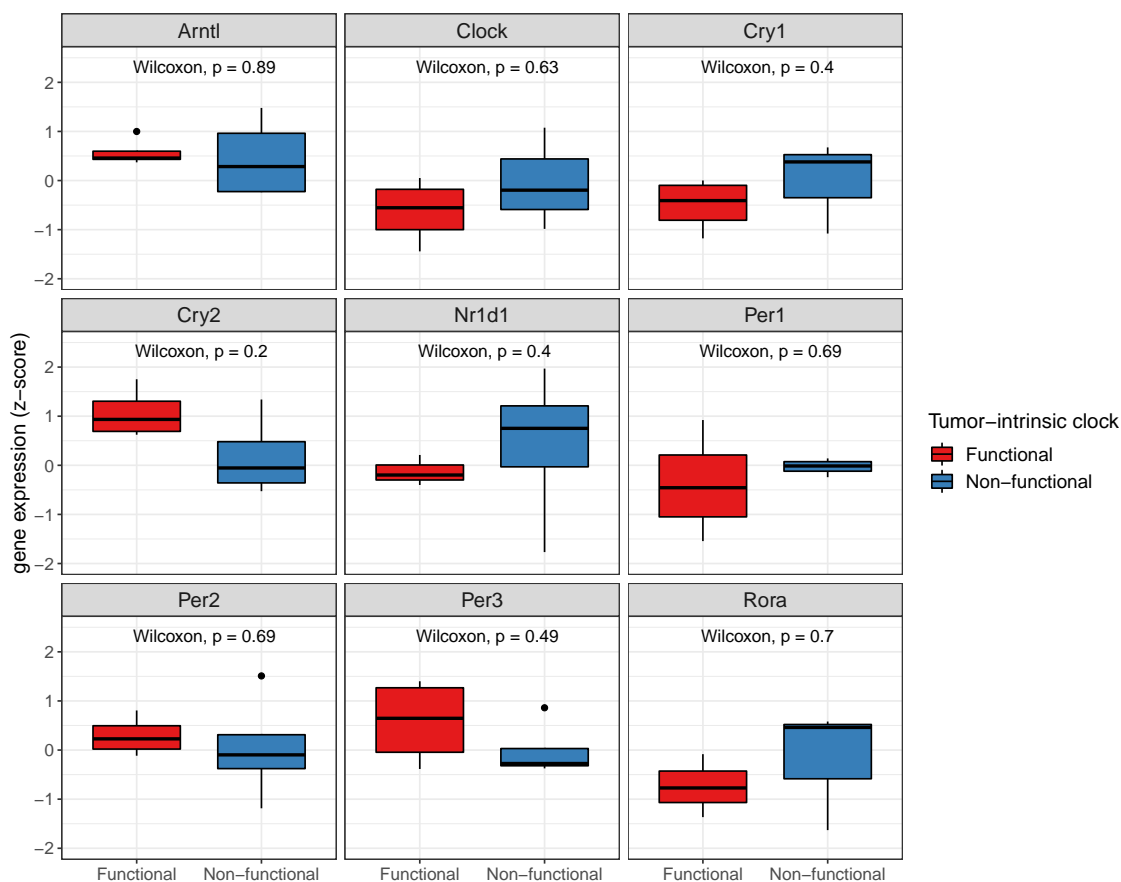 Arntl
Clock
Cry1
Wilcoxon, p = 0.89
Wilcoxon, p = 0.63
Wilcoxon, p = 0.4
2
1
0
−1
−2
Cry2
Nr1d1
Per1
Wilcoxon, p = 0.2
Wilcoxon, p = 0.4
Wilcoxon, p = 0.69
2
1
0
−1
−2
gene expression (z−score)
Per2
Per3
Rora
Wilcoxon, p = 0.69
Wilcoxon, p = 0.49
Wilcoxon, p = 0.7
2
1
0
−1
−2
Functional Non−functional
Functional Non−functional
Functional Non−functional
Tumor−intrinsic clock
Functional
Non−functional